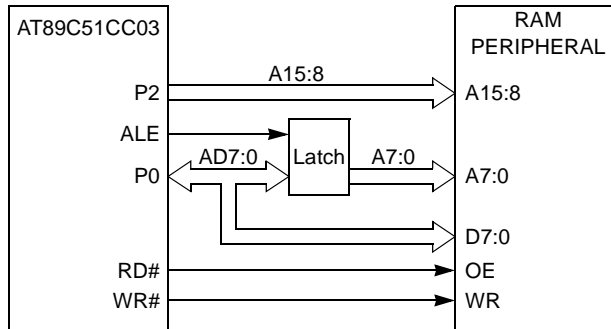 AT89C51CC03
RAM
PERIPHERAL
P2
A15:8
A15:8
ALE
P0
AD7:0
Latch
A7:0
A7:0
D7:0
RD#
OE
WR#
WR